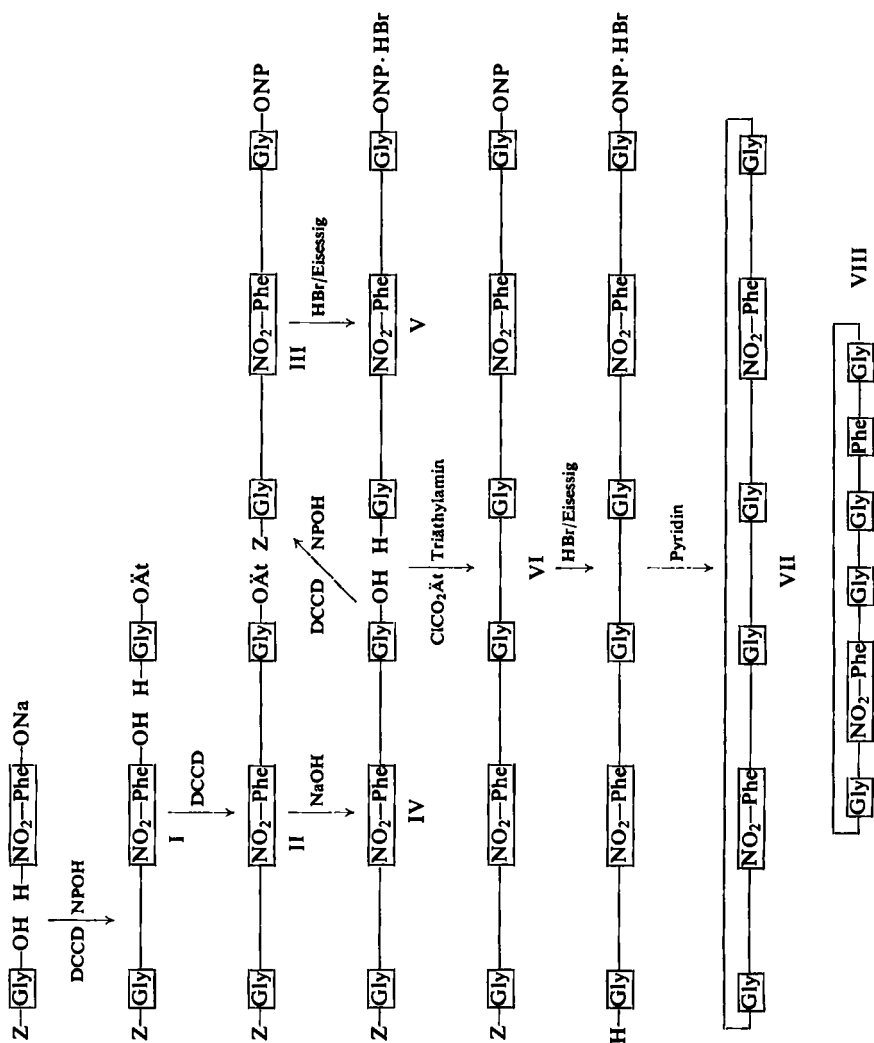 Z—Gly—OH H—NO₂—Phe—ONa
DCCD NPOH
Z—Gly—NO₂—Phe—OH H—Gly—OÄt
I
DCCD
Z—Gly—NO₂—Phe—Gly—OÄt Z—Gly—NO₂—Phe—Gly—ONP
II
NaOH
DCCD NPOH
III
HBr/Eisessig
Z—Gly—NO₂—Phe—Gly—OH H—Gly—NO₂—Phe—Gly—ONP·HBr
IV
V
ClCO₂Ät Triäthylamin
Z—Gly—NO₂—Phe—Gly—Gly—NO₂—Phe—Gly—ONP
VI
HBr/Eisessig
H—Gly—NO₂—Phe—Gly—Gly—NO₂—Phe—Gly—ONP·HBr
Pyridin
Gly—NO₂—Phe—Gly—Gly—NO₂—Phe—Gly
VII
Gly—NO₂—Phe—Gly—Gly—Phe—Gly
VIII